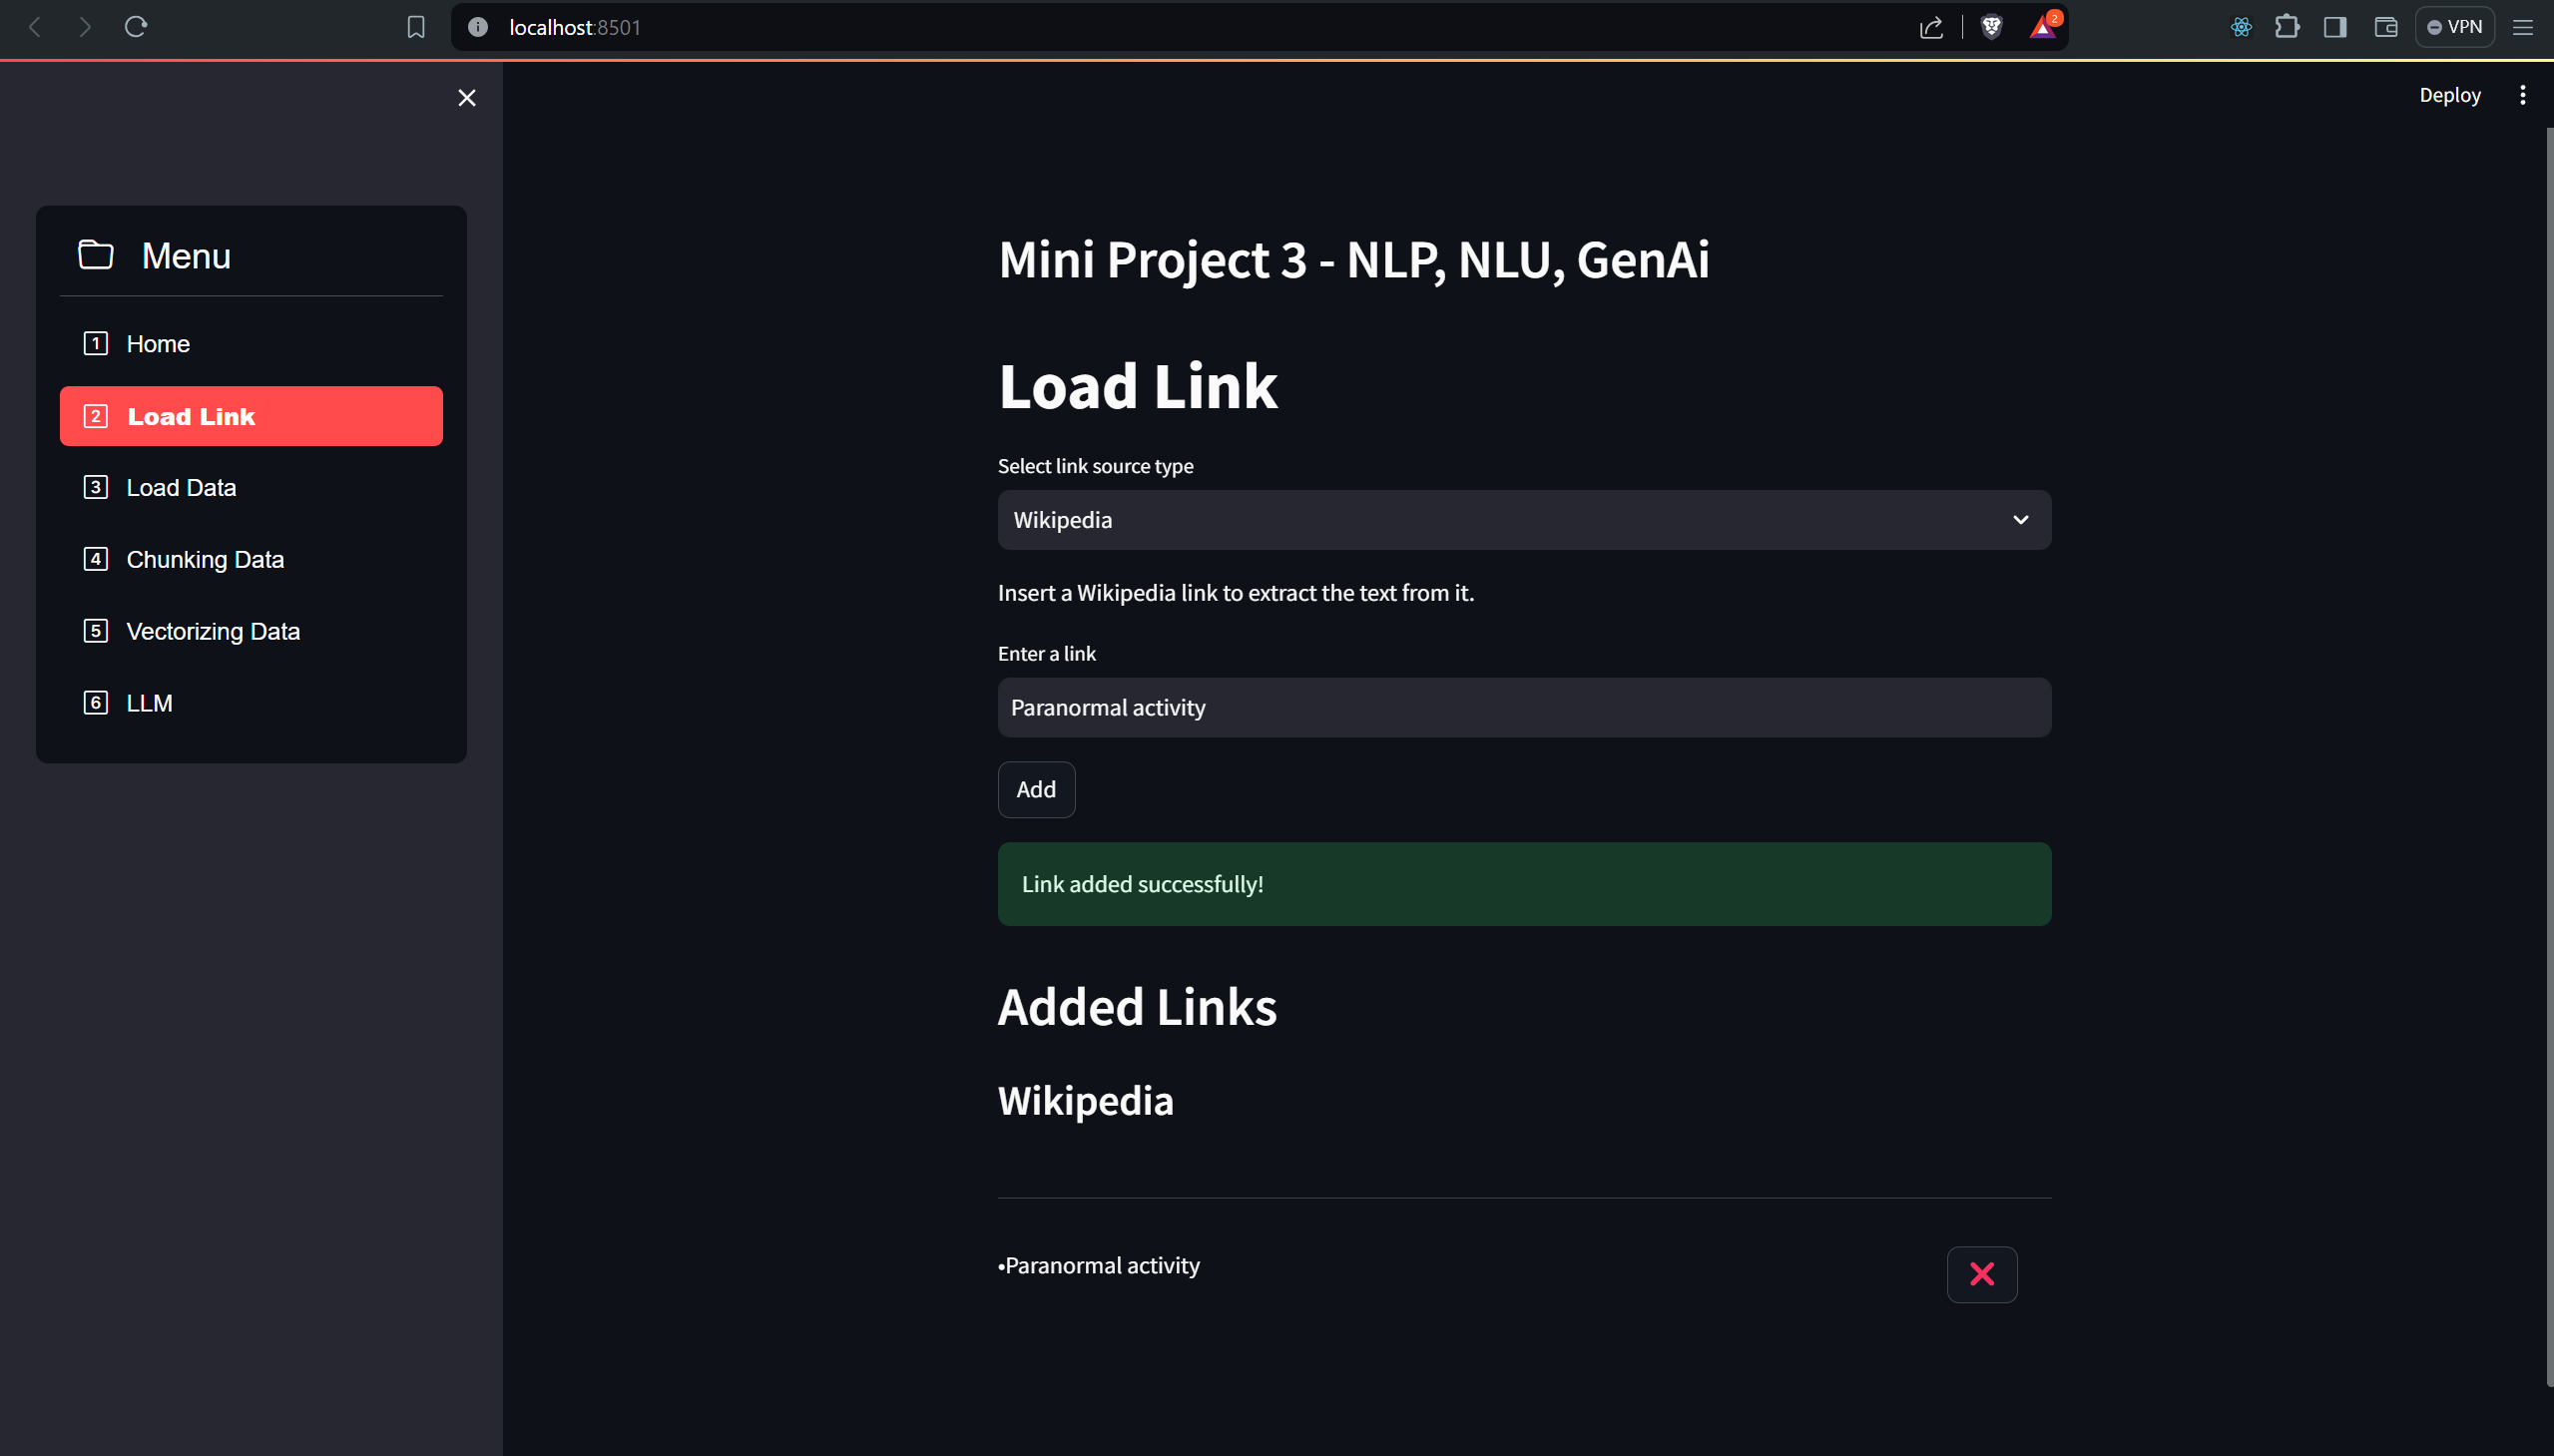 localhost:8501
2
VPN
Deploy
Menu
1 Home
2 Load Link
3 Load Data
4 Chunking Data
5 Vectorizing Data
6 LLM
Mini Project 3 - NLP, NLU, GenAi
Load Link
Select link source type
Wikipedia
Insert a Wikipedia link to extract the text from it.
Enter a link
Paranormal activity
Add
Link added successfully!
Added Links
Wikipedia
•Paranormal activity